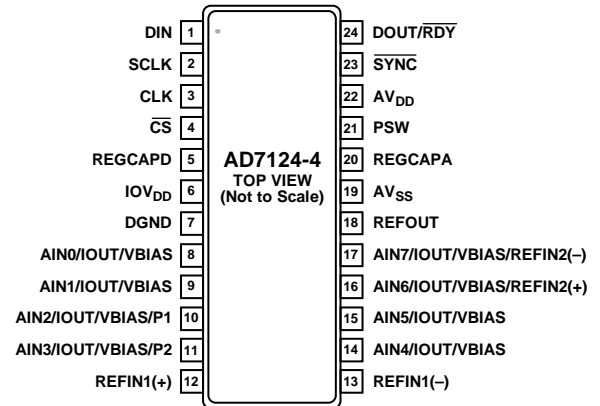 DIN 1 24 DOUT/R̅D̅Y̅
SCLK 2 23 S̅Y̅N̅C̅
CLK 3 22 AVDD
C̅S̅ 4 21 PSW
REGCAPD 5 AD7124-4 20 REGCAPA
TOP VIEW
IOVDD 6 (Not to Scale) 19 AVSS
DGND 7 18 REFOUT
AIN0/IOUT/VBIAS 8 17 AIN7/IOUT/VBIAS/REFIN2(–)
AIN1/IOUT/VBIAS 9 16 AIN6/IOUT/VBIAS/REFIN2(+)
AIN2/IOUT/VBIAS/P1 10 15 AIN5/IOUT/VBIAS
AIN3/IOUT/VBIAS/P2 11 14 AIN4/IOUT/VBIAS
REFIN1(+) 12 13 REFIN1(–)